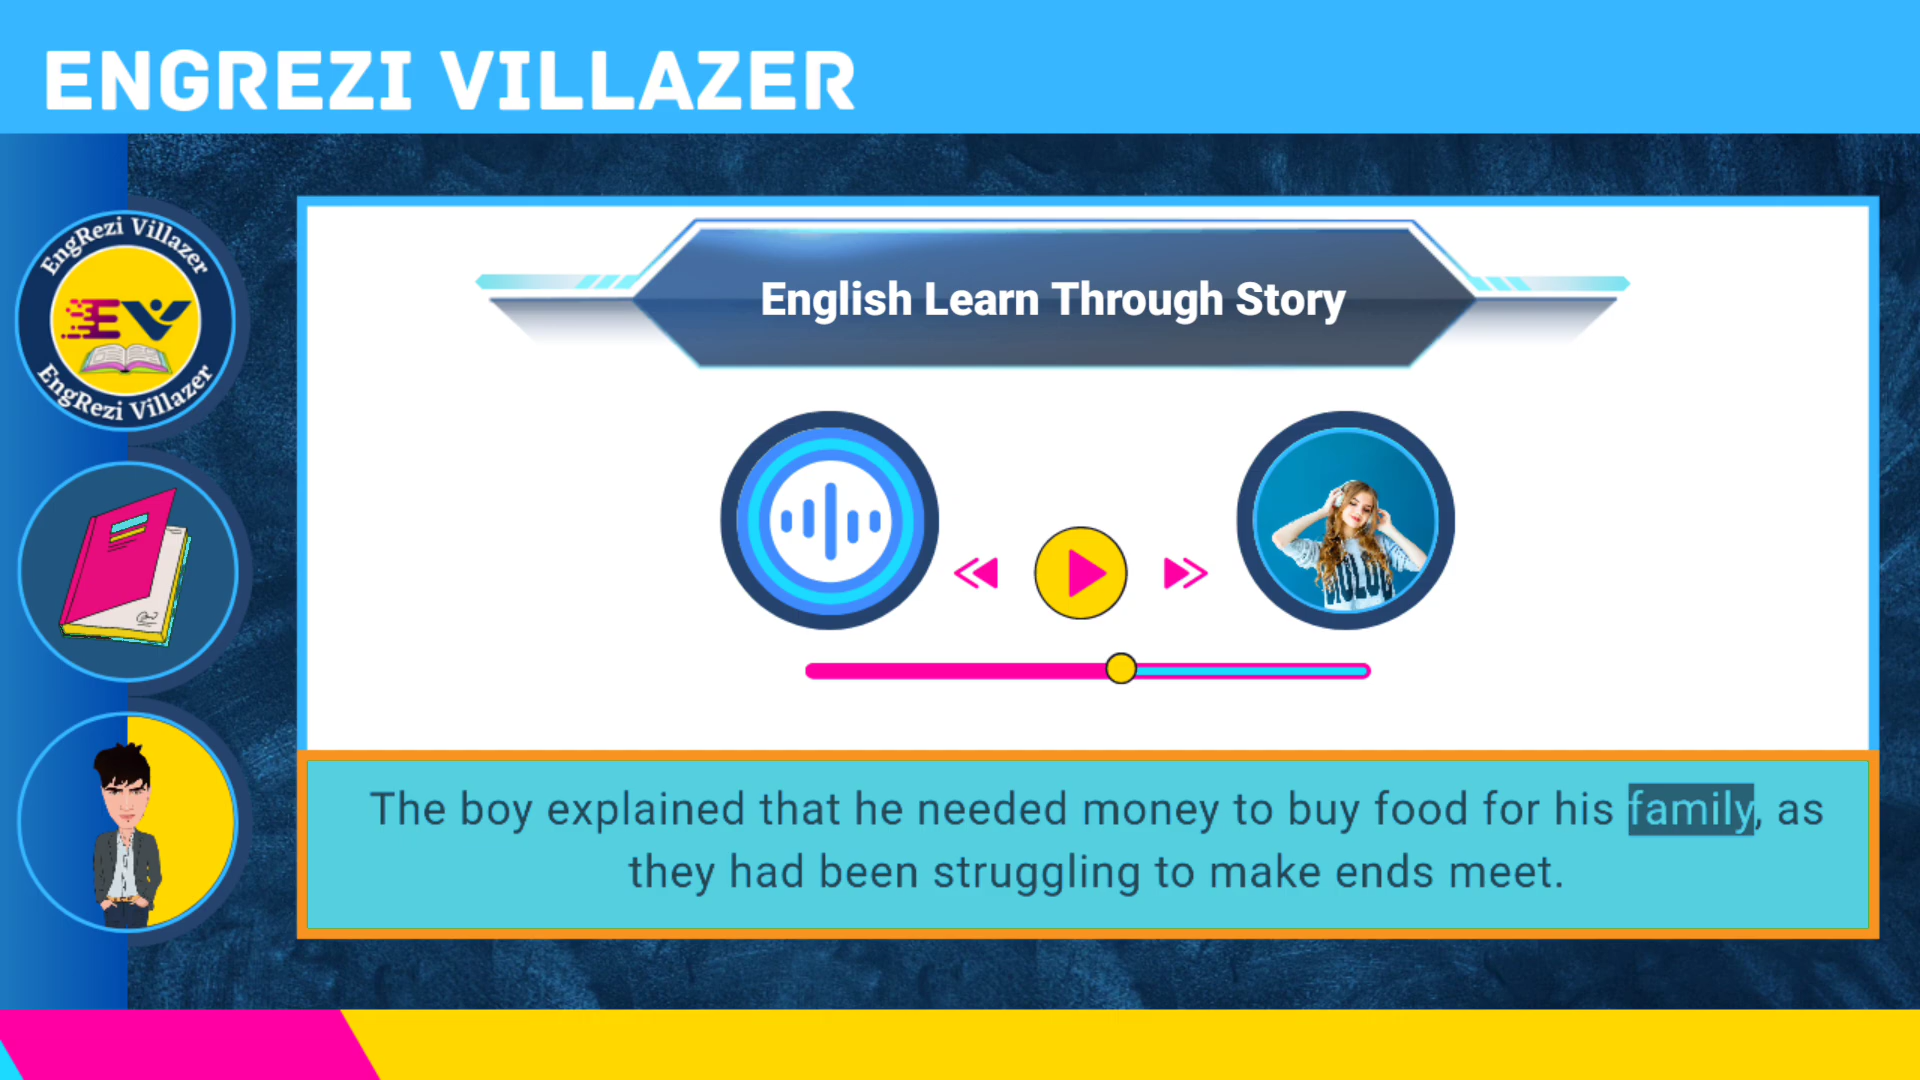 ENGREZI VILLAZER
EngRezi Villazer
EV
EngRezi Villazer
English Learn Through Story
The boy explained that he needed money to buy food for his family, as
they had been struggling to make ends meet.